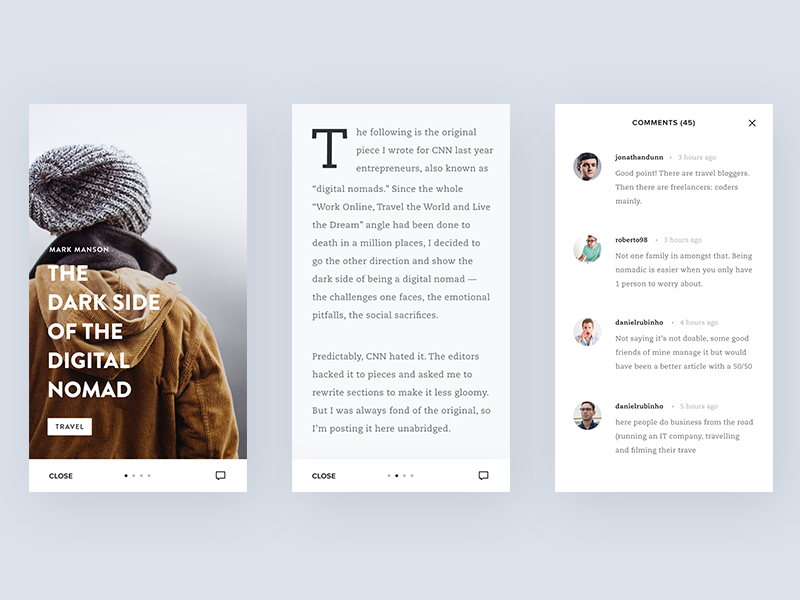 MARK MANSON
THE
DARK SIDE
OF THE
DIGITAL
NOMAD
TRAVEL
CLOSE
The following is the original
piece I wrote for CNN last year
entrepreneurs, also known as
“digital nomads.” Since the whole
“Work Online, Travel the World and Live
the Dream” angle had been done to
death in a million places, I decided to
go the other direction and show the
dark side of being a digital nomad —
the challenges one faces, the emotional
pitfalls, the social sacrifices.
Predictably, CNN hated it. The editors
hacked it to pieces and asked me to
rewrite sections to make it less gloomy.
But I was always fond of the original, so
I’m posting it here unabridged.
CLOSE
COMMENTS (45)
jonathandunn • 3 hours ago
Good point! There are travel bloggers.
Then there are freelancers: coders
mainly.
roberto98 • 3 hours ago
Not one family in amongst that. Being
nomadic is easier when you only have
1 person to worry about.
danielrubinho • 4 hours ago
Not saying it’s not doable, some good
friends of mine manage it but would
have been a better article with a 50/50
danielrubinho • 5 hours ago
here people do business from the road
(running an IT company, travelling
and filming their trave